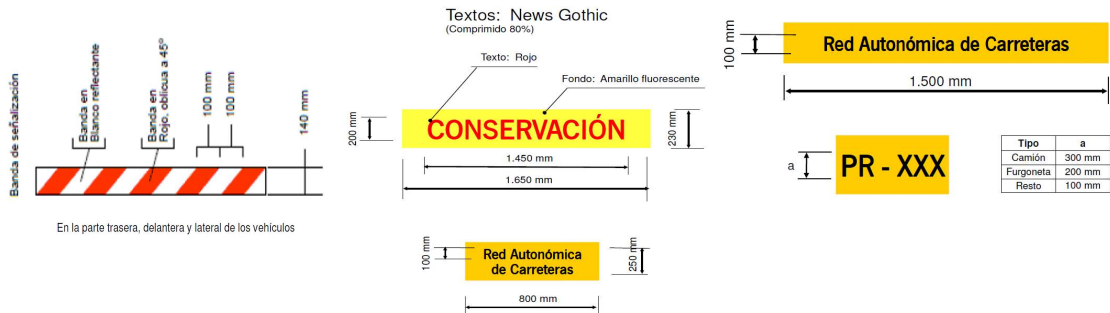 Banda de señalización
Banda en
Blanco reflectante
Banda en
Rojo, oblicua a 45º
100 mm
100 mm
140 mm
En la parte trasera, delantera y lateral de los vehículos
Textos: News Gothic
(Comprimido 80%)
Texto: Rojo
Fondo: Amarillo fluorescente
200 mm
CONSERVACIÓN
230 mm
1.450 mm
1.650 mm
100 mm
Red Autonómica
de Carreteras
250 mm
800 mm
100 mm
Red Autonómica de Carreteras
1.500 mm
a
PR - XXX
Tipo a
Camión 300 mm
Furgoneta 200 mm
Resto 100 mm